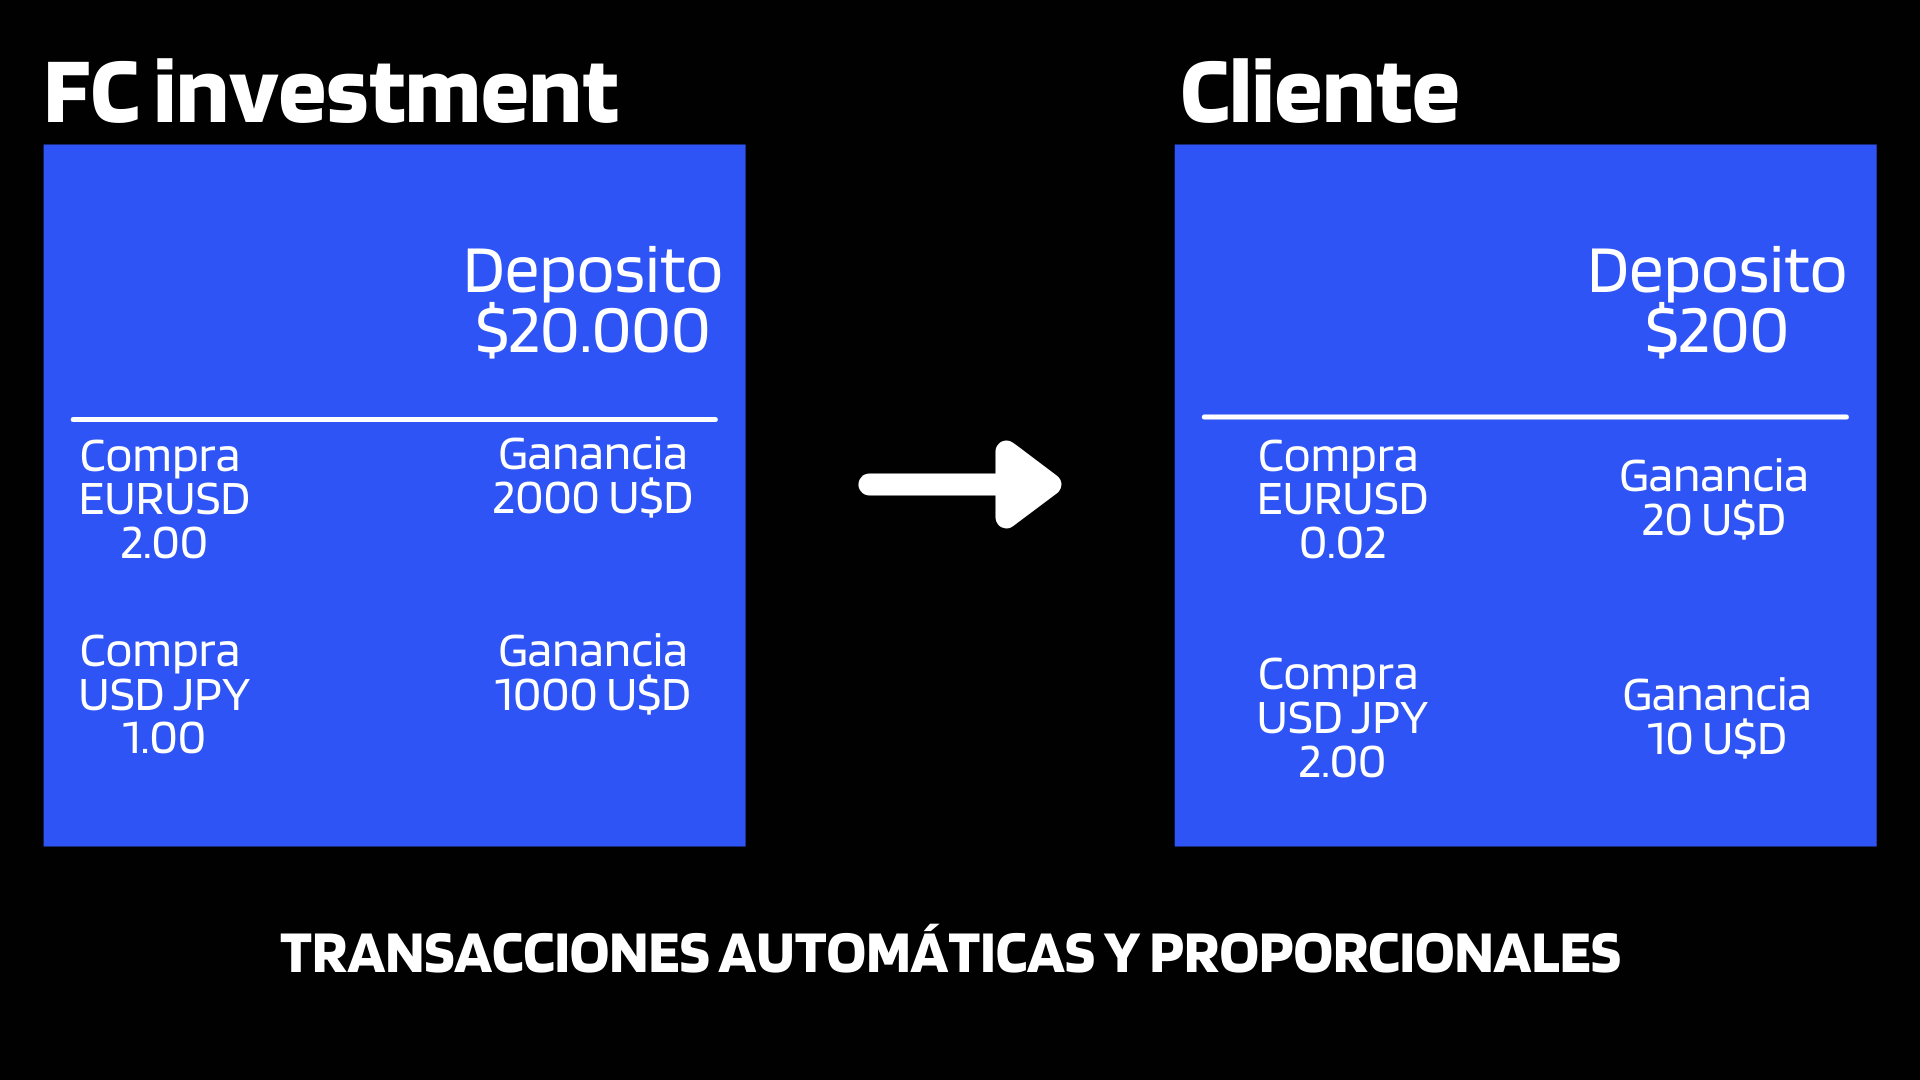 FC investment
Deposito
$20.000
Compra
EURUSD
2.00
Ganancia
2000 U$D
Compra
USD JPY
1.00
Ganancia
1000 U$D
Cliente
Deposito
$200
Compra
EURUSD
0.02
Ganancia
20 U$D
Compra
USD JPY
2.00
Ganancia
10 U$D
TRANSACCIONES AUTOMÁTICAS Y PROPORCIONALES